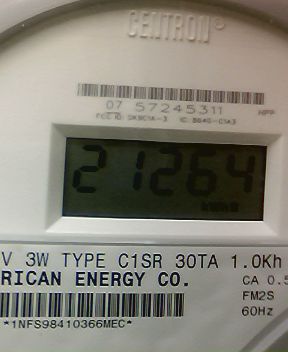 CENTRON®
07 57245311
21264
V 3W TYPE C1SR 30TA 1.0Kh
RICAN ENERGY CO.
CA 0.5
FM2S
60Hz
*1NFS98410366MEC*